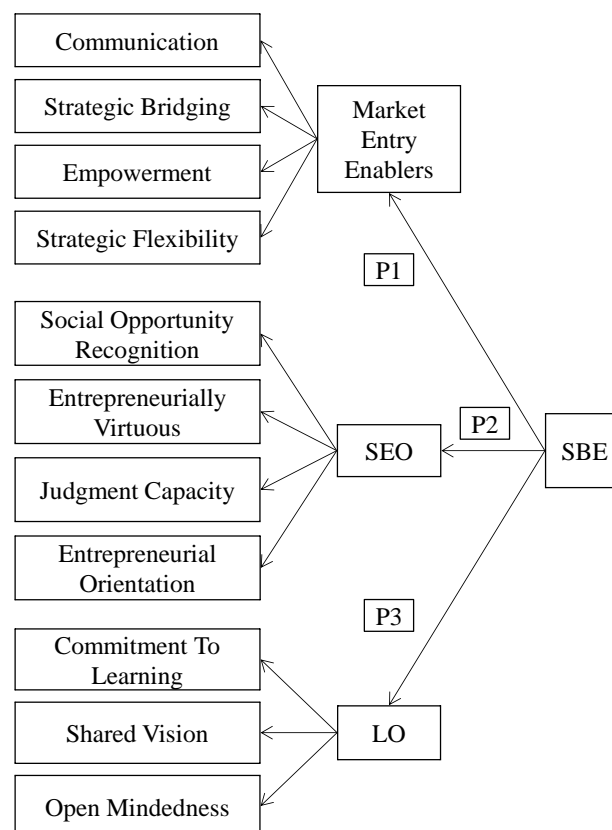 Communication
Strategic Bridging
Empowerment
Strategic Flexibility
Market
Entry
Enablers
P1
Social Opportunity
Recognition
Entrepreneurially
Virtuous
Judgment Capacity
Entrepreneurial
Orientation
SEO
P2
SBE
P3
Commitment To
Learning
Shared Vision
Open Mindedness
LO